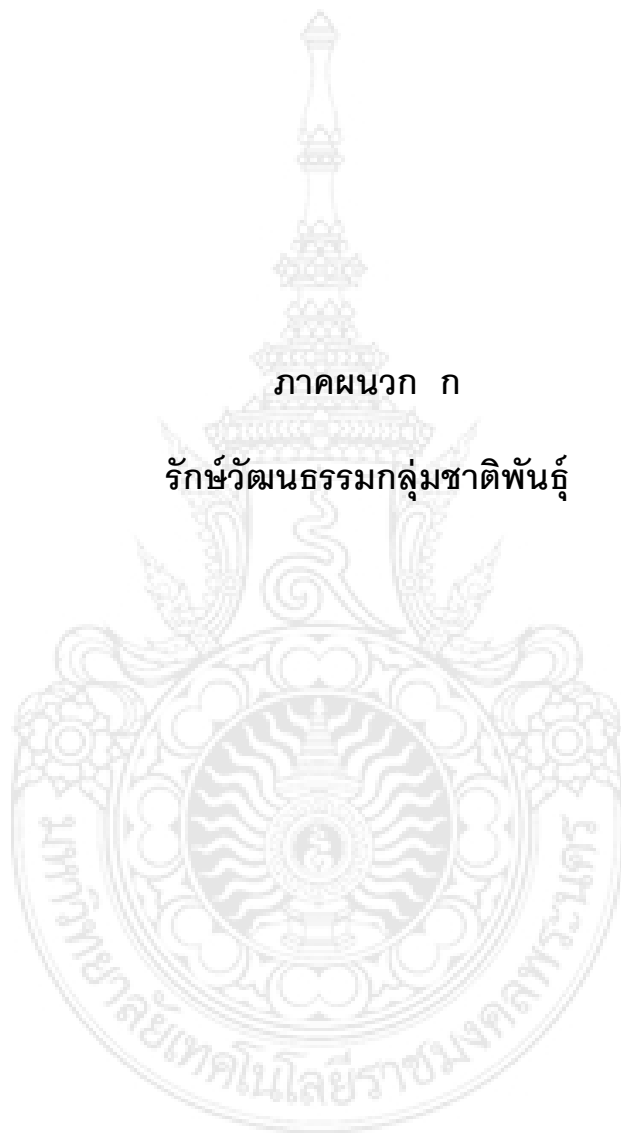 ภาคผนวก ก
รักษ์วัฒนธรรมกลุ่มชาติพันธุ์
มหาวิทยาลัยเทคโนโลยีราชมงคลพระนคร